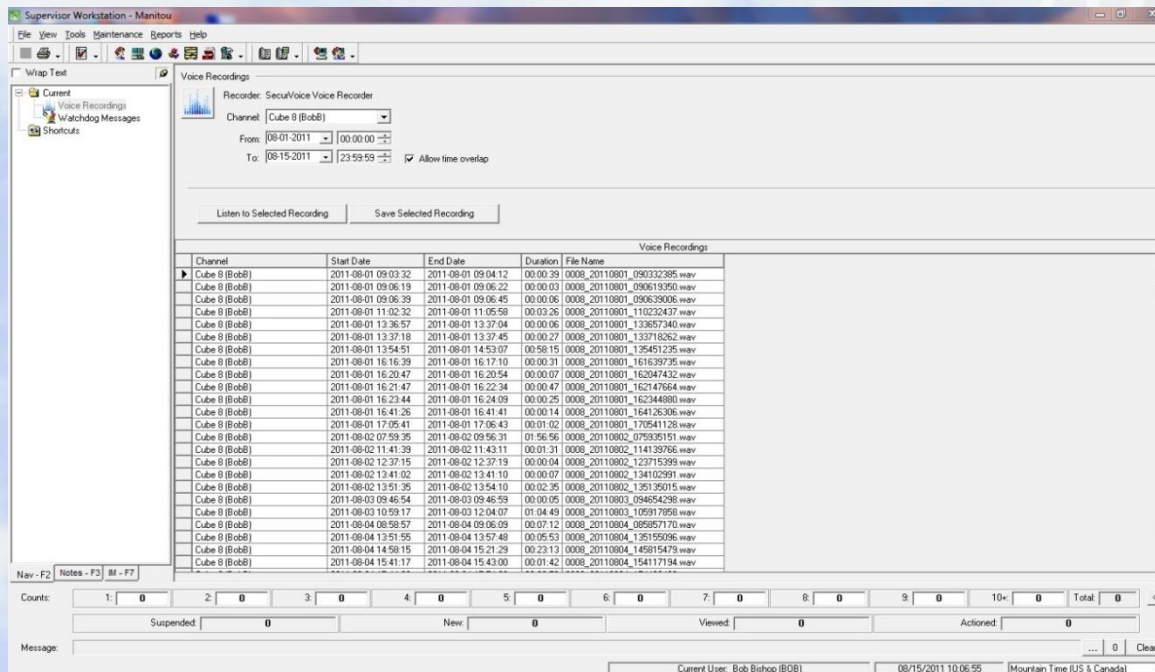 Supervisor Workstation - Manitou
File View Tools Maintenance Reports Help
Wrap Text
Current
Voice Recordings
Watchdog Messages
Shortcuts
Voice Recordings
Recorder: SecurVoice Voice Recorder
Channel: Cube 8 (BobB)
From: 08-01-2011 00:00:00
To: 08-15-2011 23:59:59 Allow time overlap
Listen to Selected Recording Save Selected Recording
Voice Recordings
Channel Start Date End Date Duration File Name
Cube 8 (BobB) 2011-08-01 09:03:32 2011-08-01 09:04:12 00:00:39 0008_20110801_090332385.wav
Cube 8 (BobB) 2011-08-01 09:06:19 2011-08-01 09:06:22 00:00:03 0008_20110801_090619350.wav
Cube 8 (BobB) 2011-08-01 09:06:39 2011-08-01 09:06:45 00:00:06 0008_20110801_090639006.wav
Cube 8 (BobB) 2011-08-01 11:02:32 2011-08-01 11:05:58 00:03:26 0008_20110801_110232437.wav
Cube 8 (BobB) 2011-08-01 13:36:57 2011-08-01 13:37:04 00:00:06 0008_20110801_133657340.wav
Cube 8 (BobB) 2011-08-01 13:37:18 2011-08-01 13:37:45 00:00:27 0008_20110801_133718262.wav
Cube 8 (BobB) 2011-08-01 13:54:51 2011-08-01 14:53:07 00:58:15 0008_20110801_135451235.wav
Cube 8 (BobB) 2011-08-01 16:16:39 2011-08-01 16:17:10 00:00:31 0008_20110801_161639735.wav
Cube 8 (BobB) 2011-08-01 16:20:47 2011-08-01 16:20:54 00:00:07 0008_20110801_162047432.wav
Cube 8 (BobB) 2011-08-01 16:21:47 2011-08-01 16:22:34 00:00:47 0008_20110801_162147664.wav
Cube 8 (BobB) 2011-08-01 16:23:44 2011-08-01 16:24:09 00:00:25 0008_20110801_162344880.wav
Cube 8 (BobB) 2011-08-01 16:41:26 2011-08-01 16:41:41 00:00:14 0008_20110801_164126306.wav
Cube 8 (BobB) 2011-08-01 17:05:41 2011-08-01 17:06:43 00:01:02 0008_20110801_170541128.wav
Cube 8 (BobB) 2011-08-02 07:59:35 2011-08-02 09:56:31 01:56:56 0008_20110802_075935151.wav
Cube 8 (BobB) 2011-08-02 11:41:39 2011-08-02 11:43:11 00:01:31 0008_20110802_114139766.wav
Cube 8 (BobB) 2011-08-02 12:37:15 2011-08-02 12:37:19 00:00:04 0008_20110802_123715399.wav
Cube 8 (BobB) 2011-08-02 13:41:02 2011-08-02 13:41:10 00:00:07 0008_20110802_134102991.wav
Cube 8 (BobB) 2011-08-02 13:51:35 2011-08-02 13:54:10 00:02:35 0008_20110802_135135015.wav
Cube 8 (BobB) 2011-08-03 09:46:54 2011-08-03 09:46:59 00:00:05 0008_20110803_094654298.wav
Cube 8 (BobB) 2011-08-03 10:59:17 2011-08-03 12:04:07 01:04:49 0008_20110803_105917858.wav
Cube 8 (BobB) 2011-08-04 08:58:57 2011-08-04 09:06:09 00:07:12 0008_20110804_085857170.wav
Cube 8 (BobB) 2011-08-04 13:51:55 2011-08-04 13:57:48 00:05:53 0008_20110804_135155096.wav
Cube 8 (BobB) 2011-08-04 14:58:15 2011-08-04 15:21:29 00:23:13 0008_20110804_145815479.wav
Cube 8 (BobB) 2011-08-04 15:41:17 2011-08-04 15:43:00 00:01:42 0008_20110804_154117194.wav
Nav - F2 Notes - F3 IM - F7
Counts: 1: 0 2: 0 3: 0 4: 0 5: 0 6: 0 7: 0 8: 0 9: 0 10+: 0 Total: 0
Suspended: 0 New: 0 Viewed: 0 Actioned: 0
Message: ... 0 Clear
Current User: Bob Bishop (BOB) 08/15/2011 10:06:55 Mountain Time (US & Canada)